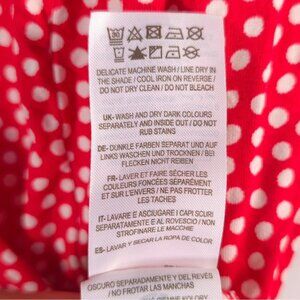 DELICATE MACHINE WASH / LINE DRY IN
THE SHADE / COOL IRON ON REVERSE /
DO NOT DRY CLEAN / DO NOT BLEACH
UK- WASH AND DRY DARK COLOURS
SEPARATELY AND INSIDE OUT / DO NOT
RUB STAINS
DE- DUNKLE FARBEN SEPARAT UND AUF
LINKS WASCHEN UND TROCKNEN / BEI
FLECKEN NICHT REIBEN
FR- LAVER ET FAIRE SÉCHER LES
COULEURS FONCÉES SÉPARÉMENT
ET SUR L'ENVERS / NE PAS FROTTER
LES TACHES
IT- LAVARE E ASCIUGARE I CAPI SCURI
SEPARATAMENTE E AL ROVESCIO / NON
STROFINARE LE MACCHIE
ES- LAVAR Y SECAR LA ROPA DE COLOR
OSCURO SEPARADAMENTE Y DEL REVÉS
/ NO FROTAR LAS MANCHAS
CIEMNE KOLORY